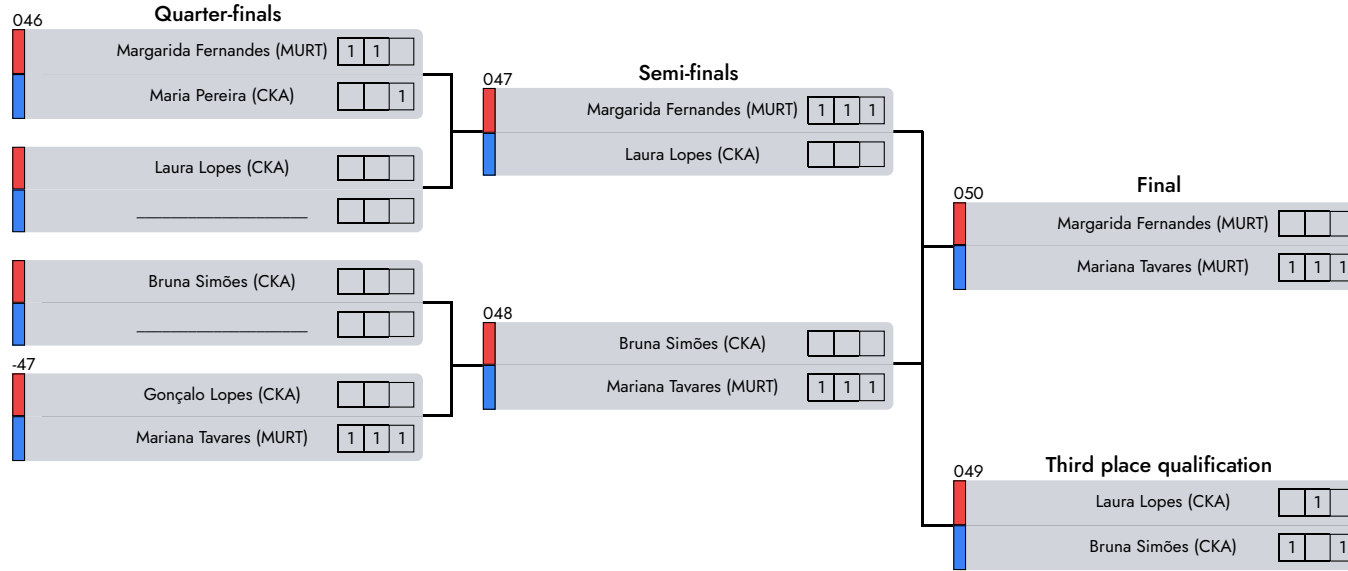 Quarter-finals
046
Margarida Fernandes (MURT) 1 1
Maria Pereira (CKA) 1
Laura Lopes (CKA)
____________________
Bruna Simões (CKA)
____________________
-47
Gonçalo Lopes (CKA)
Mariana Tavares (MURT) 1 1 1
Semi-finals
047
Margarida Fernandes (MURT) 1 1 1
Laura Lopes (CKA)
048
Bruna Simões (CKA)
Mariana Tavares (MURT) 1 1 1
Final
050
Margarida Fernandes (MURT)
Mariana Tavares (MURT) 1 1 1
Third place qualification
049
Laura Lopes (CKA) 1
Bruna Simões (CKA) 1 1